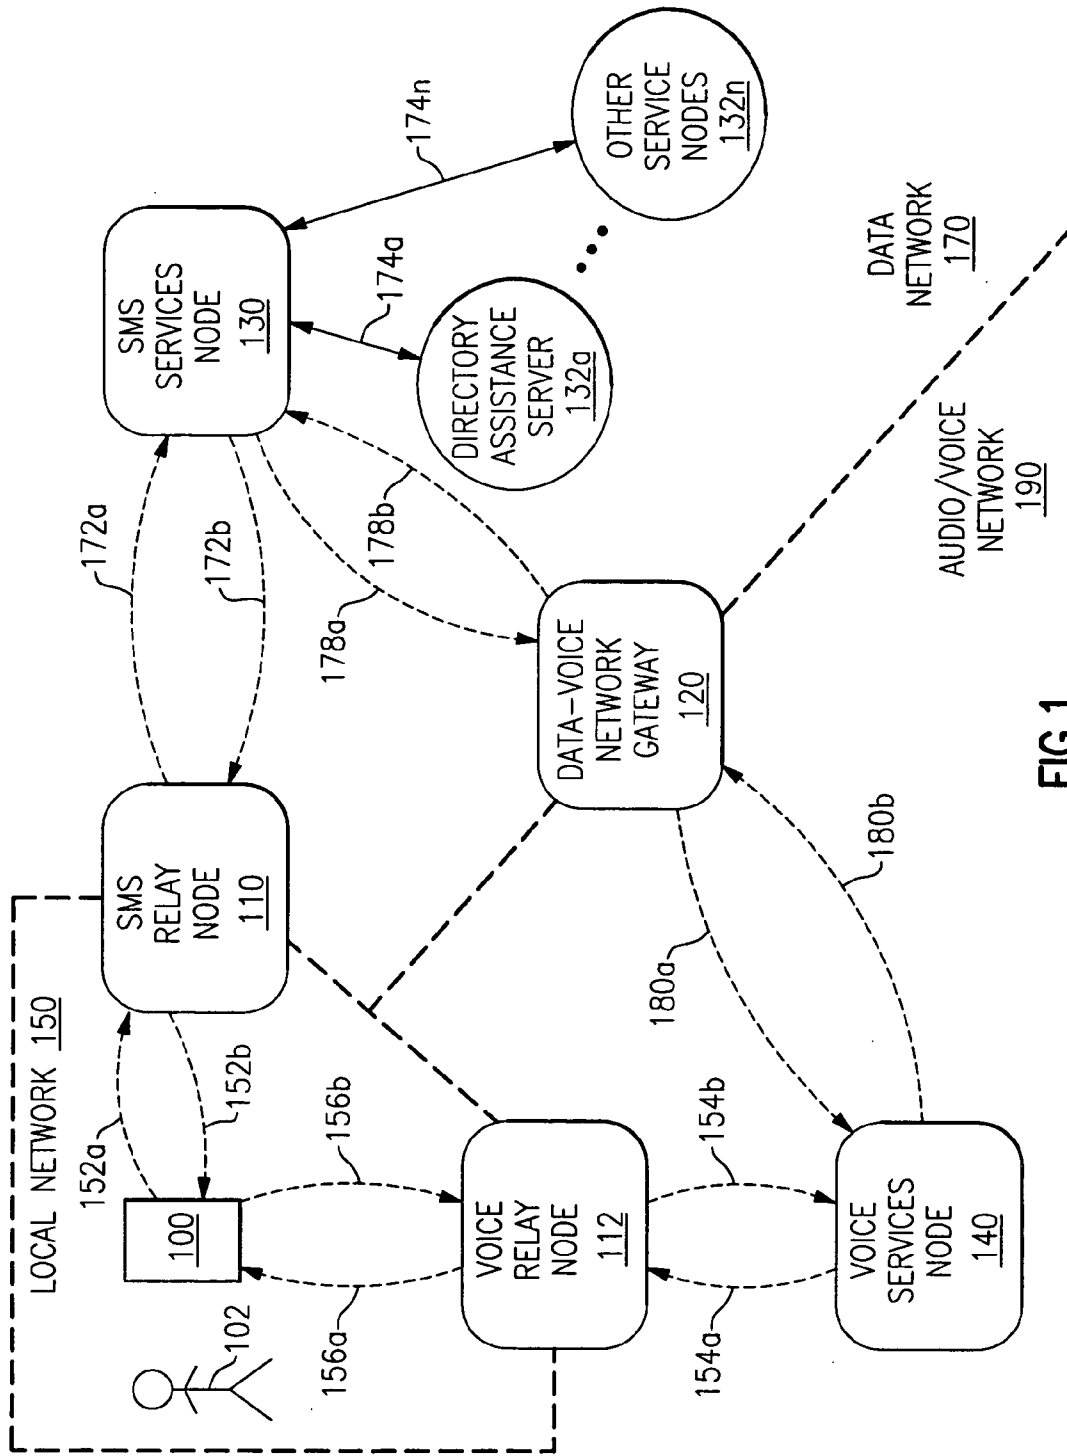 LOCAL NETWORK 150
102
100
152a
152b
156a
156b
SMS
RELAY
NODE
110
172a
172b
SMS
SERVICES
NODE
130
174a
174n
DIRECTORY
ASSISTANCE
SERVER
132a
OTHER
SERVICE
NODES
132n
178a
178b
VOICE
RELAY
NODE
112
DATA-VOICE
NETWORK
GATEWAY
120
DATA
NETWORK
170
AUDIO/VOICE
NETWORK
190
154a
154b
180a
180b
VOICE
SERVICES
NODE
140
FIG.1